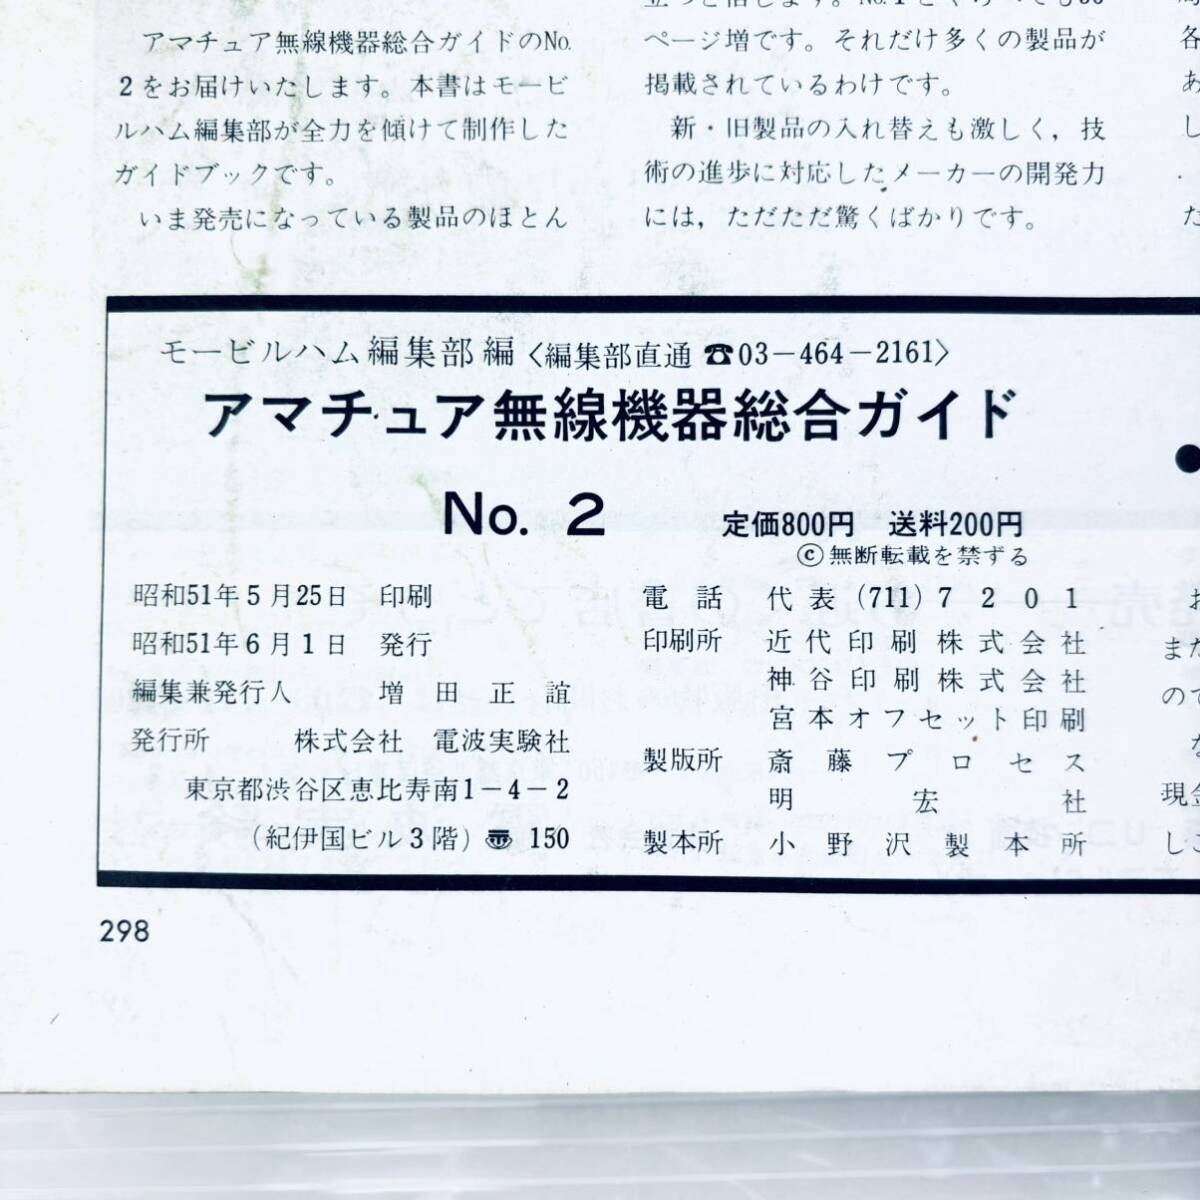 アマチュア無線機器総合ガイドのNo.
2をお届けいたします。本書はモービ
ルハム編集部が全力を傾けて制作した
ガイドブックです。
いま発売になっている製品のほとん
ページ増です。それだけ多くの製品が
掲載されているわけです。
新・旧製品の入れ替えも激しく，技
術の進歩に対応したメーカーの開発力
には，ただただ驚くばかりです。
モービルハム編集部編〈編集部直通☎03－464－2161〉
アマチュア無線機器総合ガイド
No. 2
定価800円 送料200円
Ⓒ無断転載を禁ずる
昭和51年5月25日 印刷
昭和51年6月1日 発行
編集兼発行人 増田正誼
発行所 株式会社 電波実験社
東京都渋谷区恵比寿南1－4－2
(紀伊国ビル3階) 〠 150
電話 代表(711)7201
印刷所 近代印刷株式会社
神谷印刷株式会社
宮本オフセット印刷
製版所 斎藤プロセス
明宏社
製本所 小野沢製本所
298